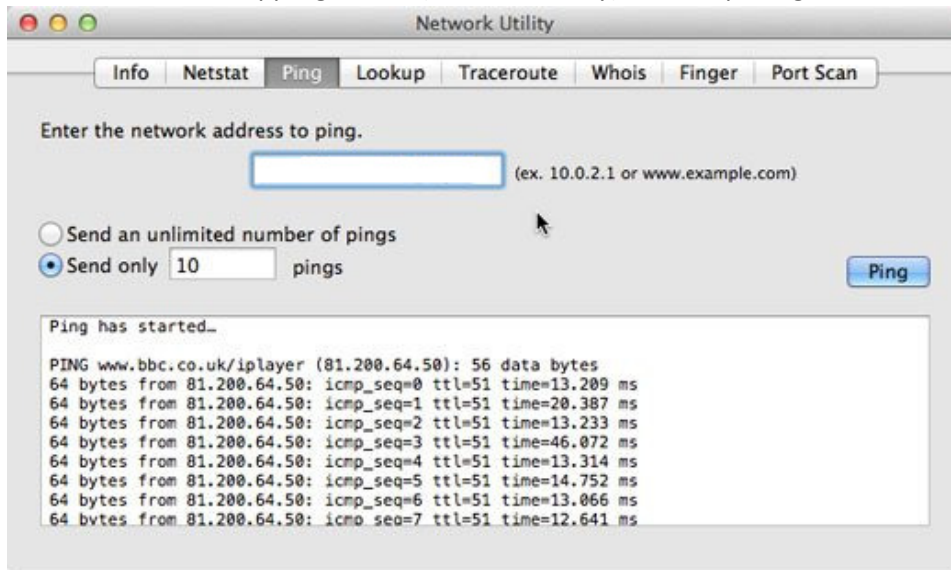 Network Utility
Info Netstat Ping Lookup Traceroute Whois Finger Port Scan
Enter the network address to ping.
(ex. 10.0.2.1 or www.example.com)
Send an unlimited number of pings
Send only 10 pings
Ping
Ping has started…
PING www.bbc.co.uk/iplayer (81.200.64.50): 56 data bytes
64 bytes from 81.200.64.50: icmp_seq=0 ttl=51 time=13.209 ms
64 bytes from 81.200.64.50: icmp_seq=1 ttl=51 time=20.387 ms
64 bytes from 81.200.64.50: icmp_seq=2 ttl=51 time=13.233 ms
64 bytes from 81.200.64.50: icmp_seq=3 ttl=51 time=46.072 ms
64 bytes from 81.200.64.50: icmp_seq=4 ttl=51 time=13.314 ms
64 bytes from 81.200.64.50: icmp_seq=5 ttl=51 time=14.752 ms
64 bytes from 81.200.64.50: icmp_seq=6 ttl=51 time=13.066 ms
64 bytes from 81.200.64.50: icmp_seq=7 ttl=51 time=12.641 ms